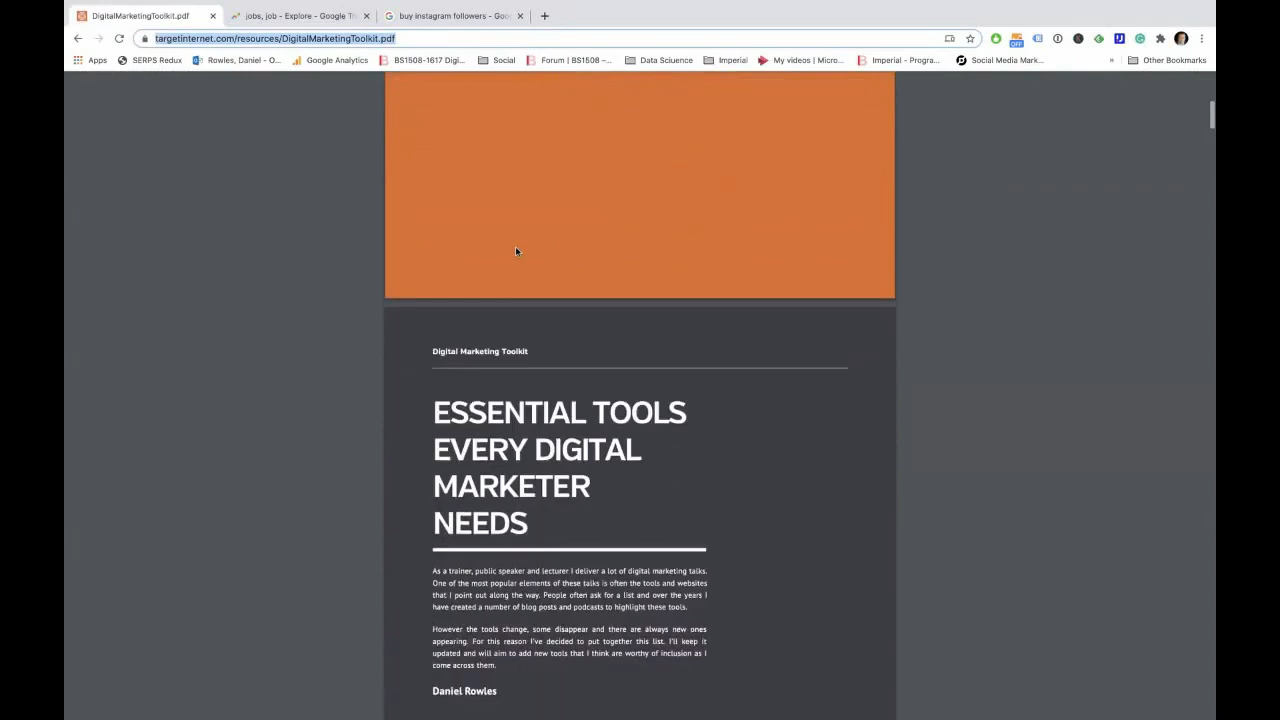 DigitalMarketingToolkit.pdf
jobs, job - Explore - Google Tr
buy instagram followers - Goo
targetinternet.com/resources/DigitalMarketingToolkit.pdf
OFF
Apps
SERPS Redux
Rowles, Daniel - O...
Google Analytics
BS1508-1617 Digi...
Social
Forum | BS1508 –...
Data Sciuence
Imperial
My videos | Micro...
Imperial - Progra...
Social Media Mark...
»
Other Bookmarks
Digital Marketing Toolkit
ESSENTIAL TOOLS
EVERY DIGITAL
MARKETER
NEEDS
As a trainer, public speaker and lecturer I deliver a lot of digital marketing talks.
One of the most popular elements of these talks is often the tools and websites
that I point out along the way. People often ask for a list and over the years I
have created a number of blog posts and podcasts to highlight these tools.
However the tools change, some disappear and there are always new ones
appearing. For this reason I've decided to put together this list. I'll keep it
updated and will aim to add new tools that I think are worthy of inclusion as I
come across them.
Daniel Rowles